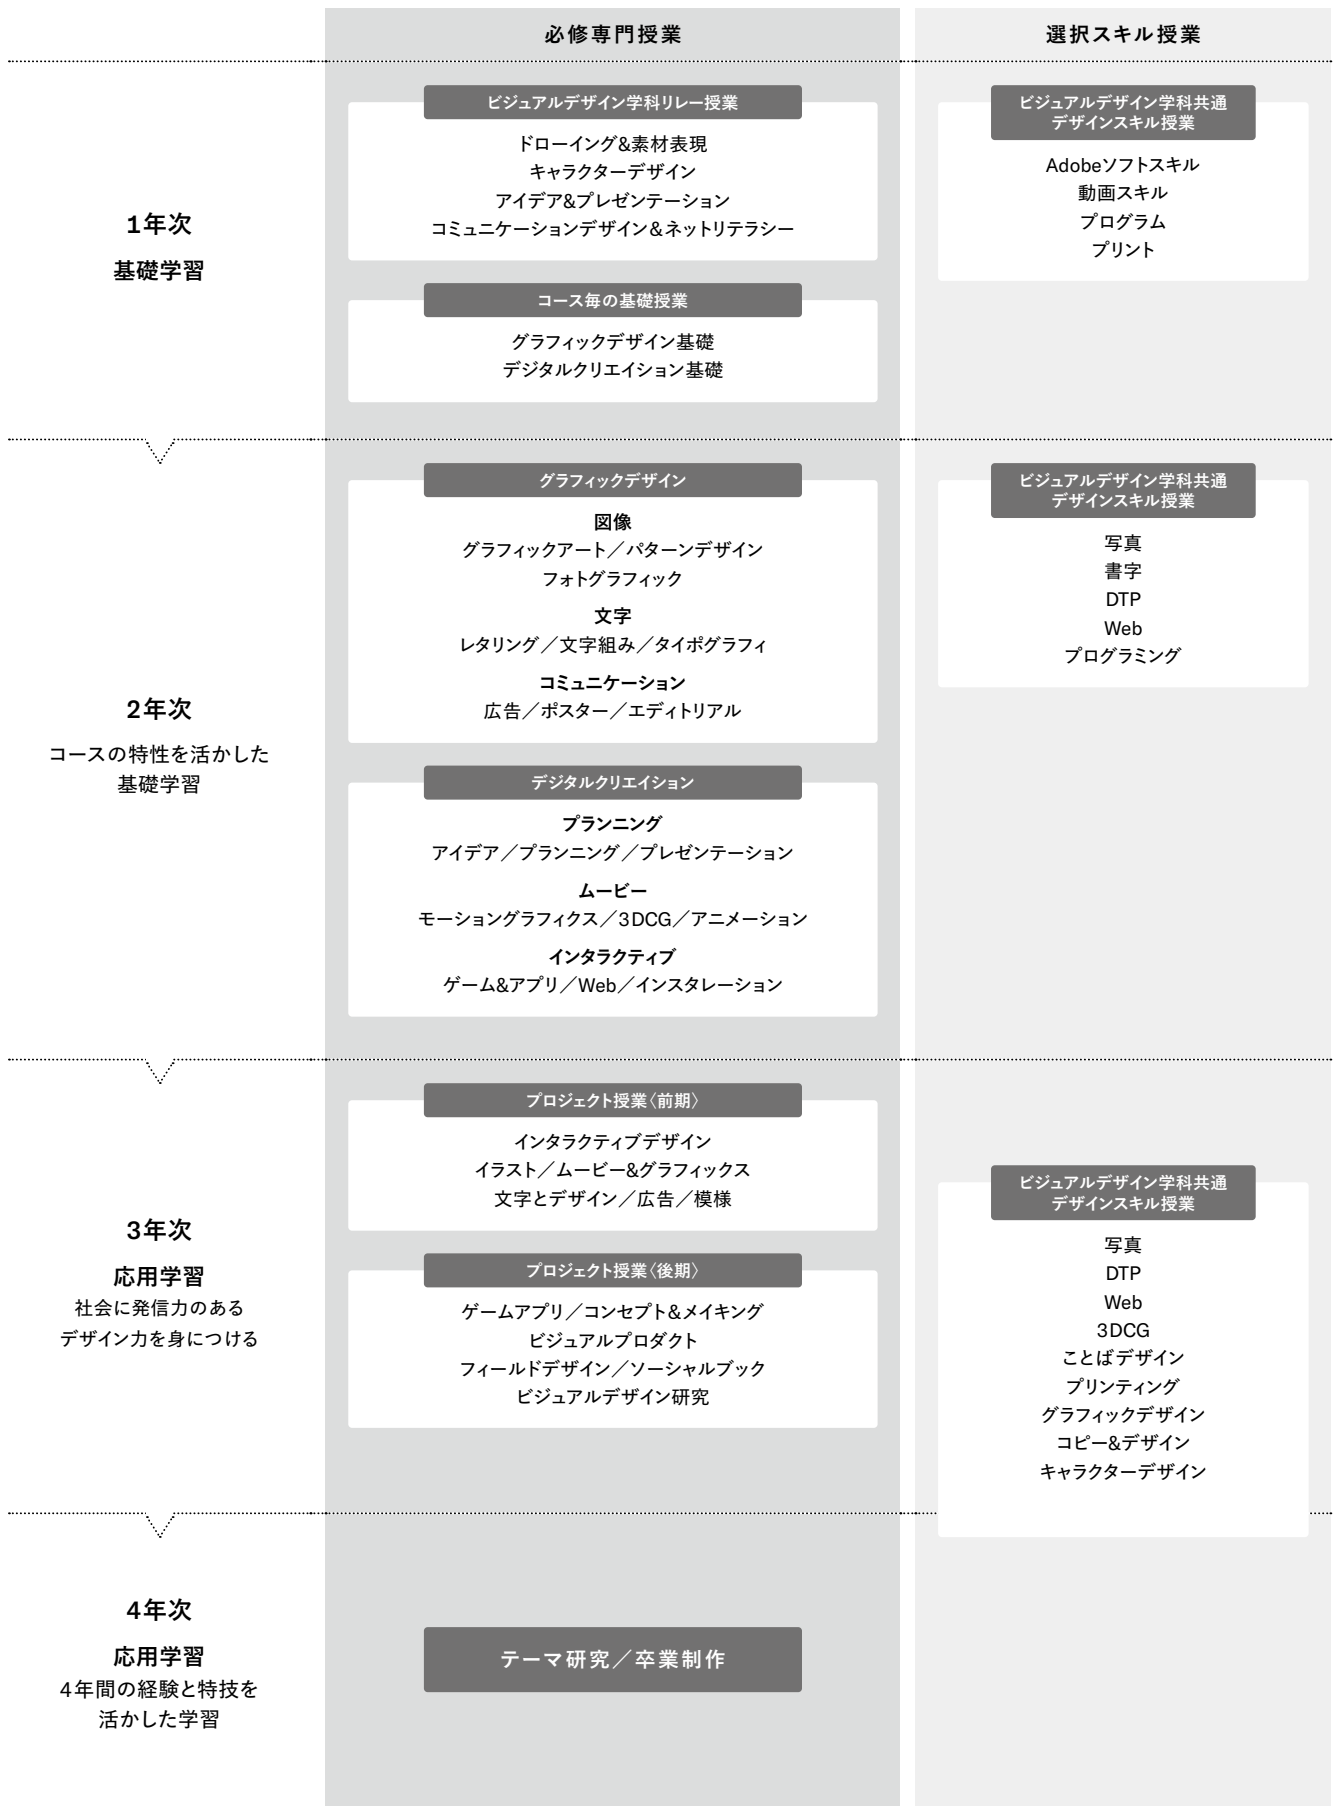 必修専門授業
選択スキル授業
1年次
基礎学習
ビジュアルデザイン学科リレー授業
ドローイング&素材表現
キャラクターデザイン
アイデア&プレゼンテーション
コミュニケーションデザイン&ネットリテラシー
コース毎の基礎授業
グラフィックデザイン基礎
デジタルクリエイション基礎
ビジュアルデザイン学科共通
デザインスキル授業
Adobeソフトスキル
動画スキル
プログラム
プリント
2年次
コースの特性を活かした
基礎学習
グラフィックデザイン
図像
グラフィックアート／パターンデザイン
フォトグラフィック
文字
レタリング／文字組み／タイポグラフィ
コミュニケーション
広告／ポスター／エディトリアル
デジタルクリエイション
プランニング
アイデア／プランニング／プレゼンテーション
ムービー
モーショングラフィクス／3DCG／アニメーション
インタラクティブ
ゲーム&アプリ／Web／インスタレーション
ビジュアルデザイン学科共通
デザインスキル授業
写真
書字
DTP
Web
プログラミング
3年次
応用学習
社会に発信力のある
デザイン力を身につける
プロジェクト授業〈前期〉
インタラクティブデザイン
イラスト／ムービー&グラフィックス
文字とデザイン／広告／模様
プロジェクト授業〈後期〉
ゲームアプリ／コンセプト&メイキング
ビジュアルプロダクト
フィールドデザイン／ソーシャルブック
ビジュアルデザイン研究
ビジュアルデザイン学科共通
デザインスキル授業
写真
DTP
Web
3DCG
ことばデザイン
プリンティング
グラフィックデザイン
コピー&デザイン
キャラクターデザイン
4年次
応用学習
4年間の経験と特技を
活かした学習
テーマ研究／卒業制作